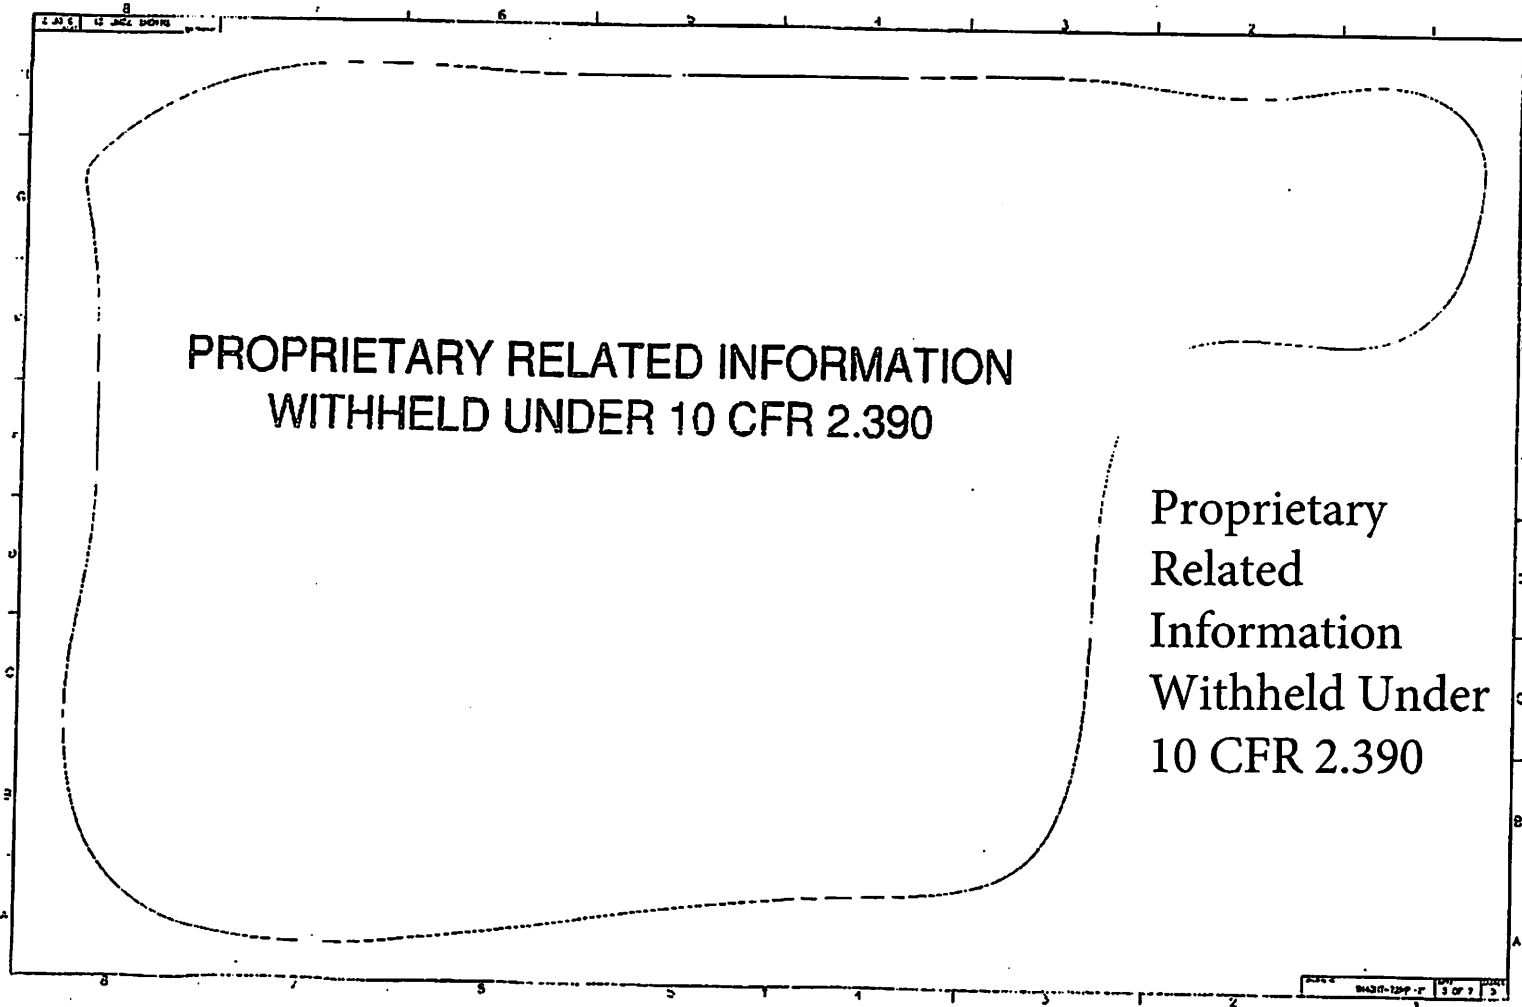 PROPRIETARY RELATED INFORMATION
WITHHELD UNDER 10 CFR 2.390
Proprietary
Related
Information
Withheld Under
10 CFR 2.390